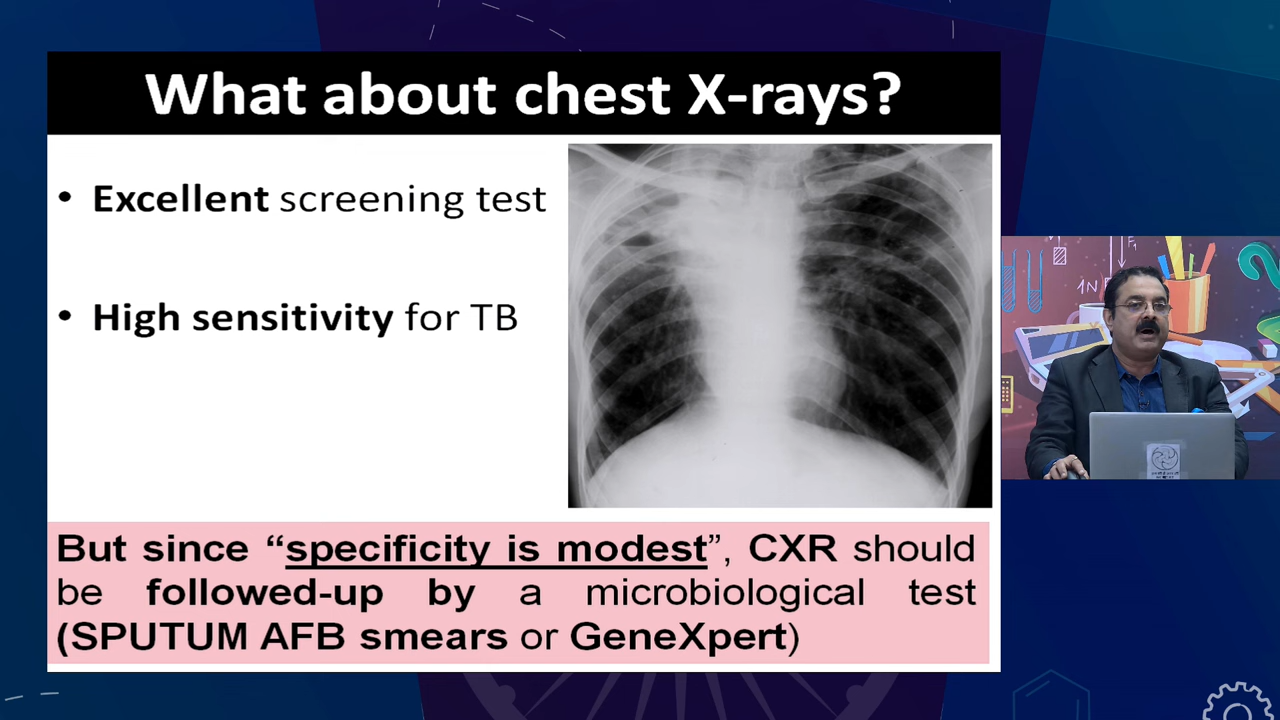 What about chest X-rays?
• Excellent screening test
• High sensitivity for TB
But since “specificity is modest”, CXR should
be followed-up by a microbiological test
(SPUTUM AFB smears or GeneXpert)